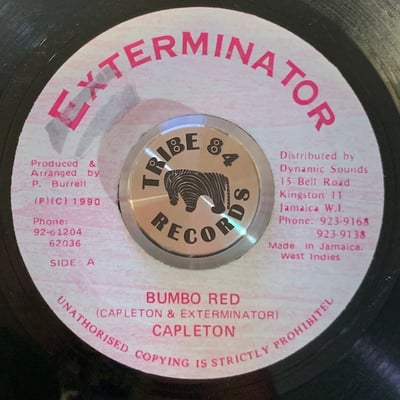 EXTERMINATOR
Produced &
Arranged by
P. Burrell
(P)(C) 1990
Phone:
92-61204
62036
SIDE A
TRIBE 84
RECORDS
Distributed by
Dynamic Sounds
15 Bell Road
Kingston 11
Jamaica W.I.
Phone: 923-9168
923-9138
Made in Jamaica.
West Indies
BUMBO RED
(CAPLETON & EXTERMINATOR)
CAPLETON
UNATHORISED COPYING IS STRICTLY PROHIBITEL